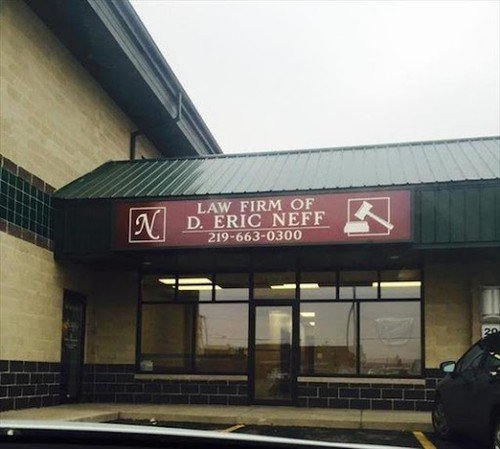 N
LAW FIRM OF
D. ERIC NEFF
219-663-0300